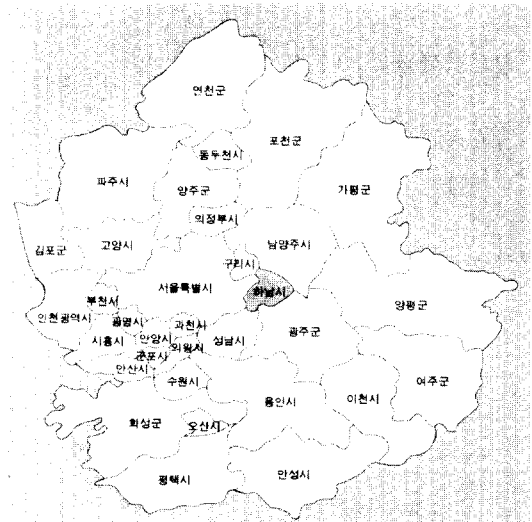 연천군
포천군
동두천시
파주시
양주군
가평군
의정부시
김포군
고양시
남양주시
구리시
서울특별시
하남시
부천시
양평군
인천광역시
광명시
과천시
시흥시
안양시
성남시
광주군
의왕시
군포시
안산시
수원시
여주군
용인시
이천시
화성군
오산시
평택시
안성시